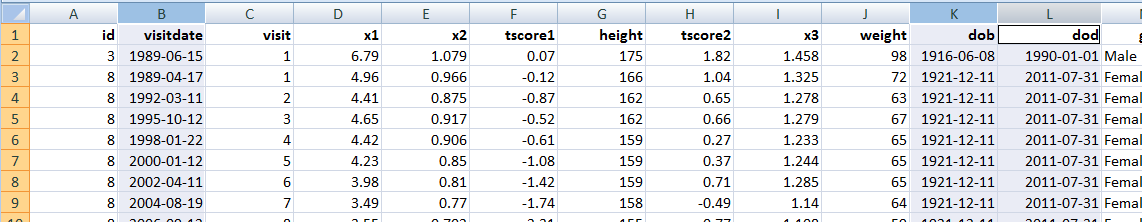 A B C D E F G H I J K L
1 id visitdate visit x1 x2 tscore1 height tscore2 x3 weight dob dod
2 3 1989-06-15 1 6.79 1.079 0.07 175 1.82 1.458 98 1916-06-08 1990-01-01 Male
3 8 1989-04-17 1 4.96 0.966 -0.12 166 1.04 1.325 72 1921-12-11 2011-07-31 Femal
4 8 1992-03-11 2 4.41 0.875 -0.87 162 0.65 1.278 63 1921-12-11 2011-07-31 Femal
5 8 1995-10-12 3 4.65 0.917 -0.52 162 0.66 1.279 67 1921-12-11 2011-07-31 Femal
6 8 1998-01-22 4 4.42 0.906 -0.61 159 0.27 1.233 65 1921-12-11 2011-07-31 Femal
7 8 2000-01-12 5 4.23 0.85 -1.08 159 0.37 1.244 65 1921-12-11 2011-07-31 Femal
8 8 2002-04-11 6 3.98 0.81 -1.42 159 0.71 1.285 65 1921-12-11 2011-07-31 Femal
9 8 2004-08-19 7 3.49 0.77 -1.74 158 -0.49 1.14 64 1921-12-11 2011-07-31 Femal